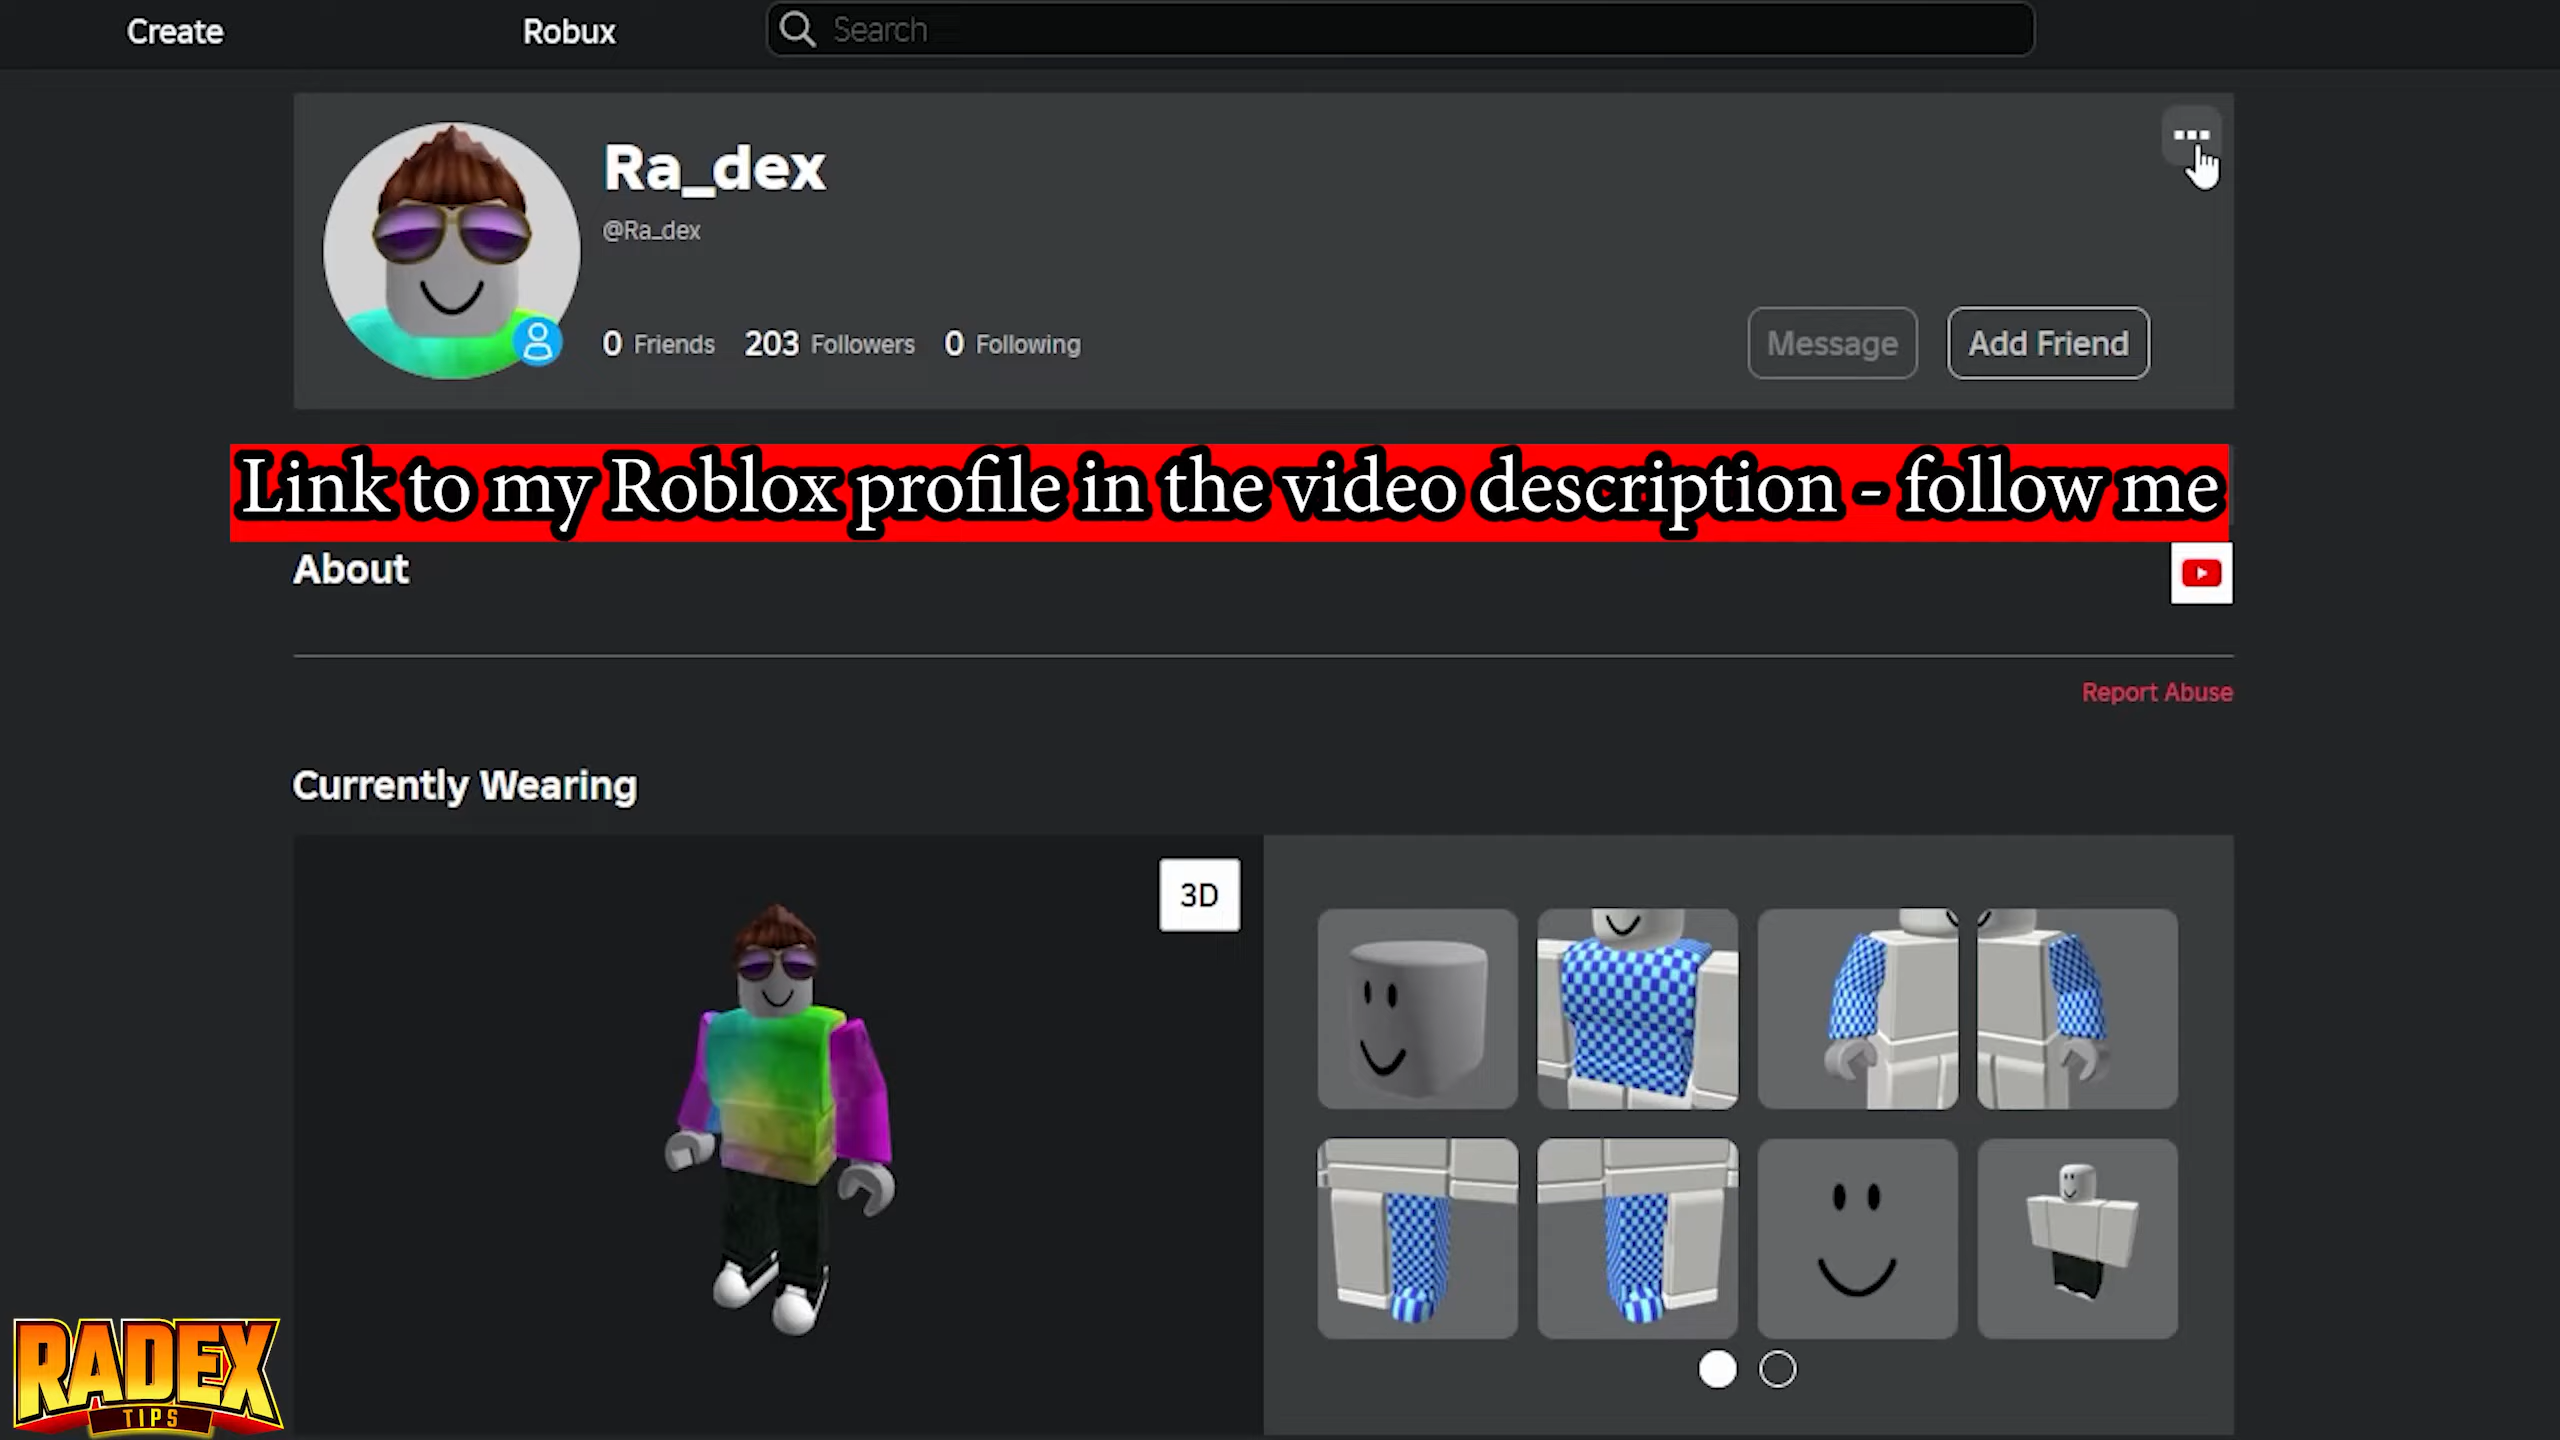 Create Robux Search
Ra_dex
@Ra_dex
0 Friends 203 Followers 0 Following
Message Add Friend
Link to my Roblox profile in the video description - follow me
About
Report Abuse
Currently Wearing
3D
RADEX
TIPS